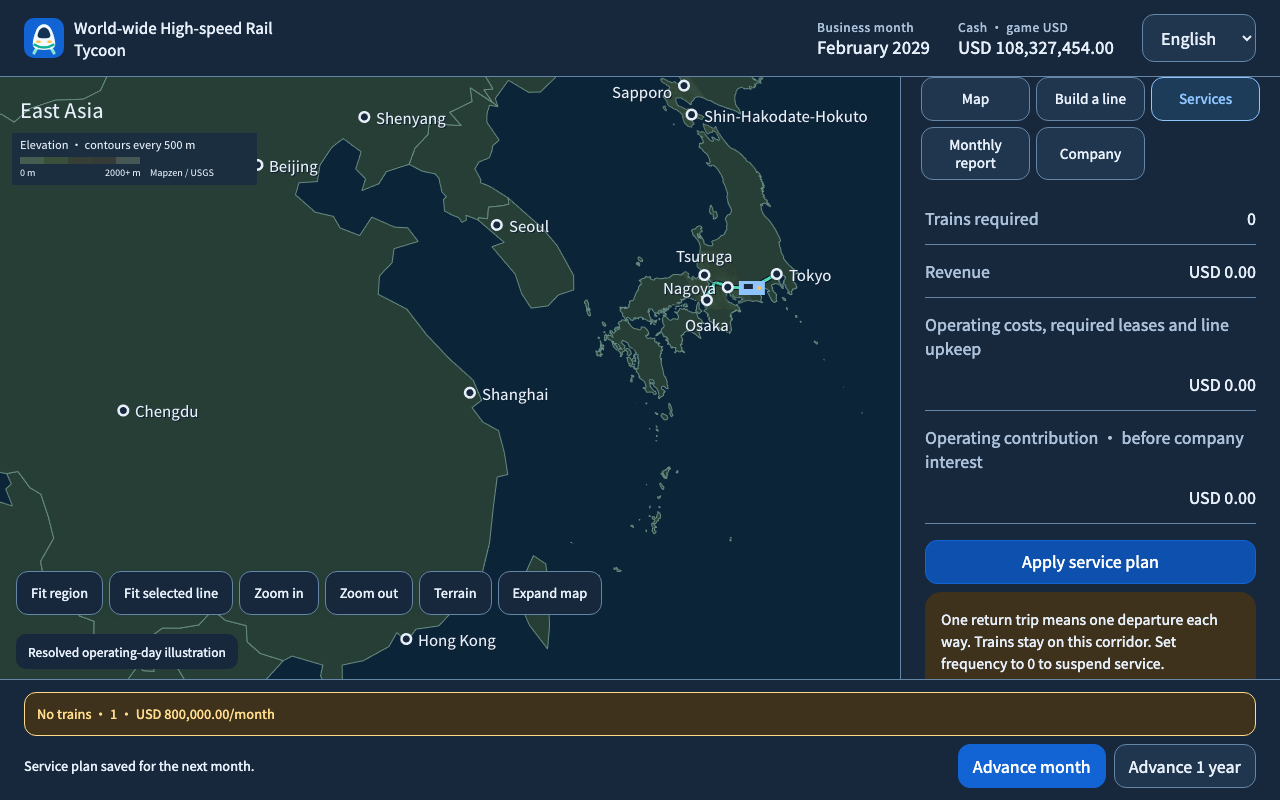 World-wide High-speed Rail
Tycoon
Business month
February 2029
Cash • game USD
USD 108,327,454.00
English
East Asia
Elevation • contours every 500 m
0 m
2000+ m
Mapzen / USGS
Sapporo
Shin-Hakodate-Hokuto
Shenyang
Beijing
Seoul
Tsuruga
Tokyo
Nagoya
Osaka
Shanghai
Chengdu
Hong Kong
Fit region
Fit selected line
Zoom in
Zoom out
Terrain
Expand map
Resolved operating-day illustration
Map
Build a line
Services
Monthly
report
Company
Trains required
0
Revenue
USD 0.00
Operating costs, required leases and line
upkeep
USD 0.00
Operating contribution • before company
interest
USD 0.00
Apply service plan
One return trip means one departure each
way. Trains stay on this corridor. Set
frequency to 0 to suspend service.
No trains • 1 • USD 800,000.00/month
Service plan saved for the next month.
Advance month
Advance 1 year